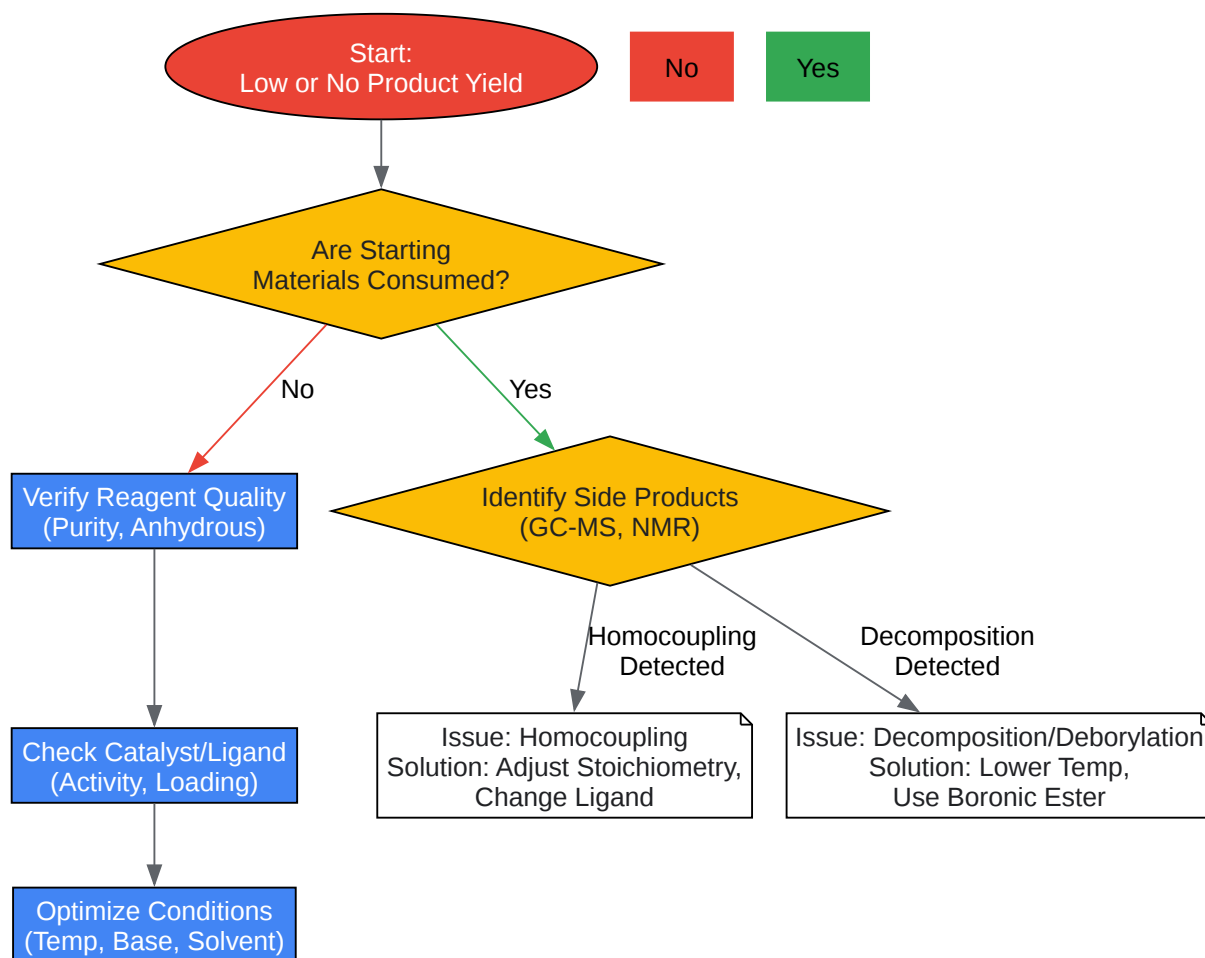 Start:
Low or No Product Yield
No
Yes
Are Starting
Materials Consumed?
No
Yes
Verify Reagent Quality
(Purity, Anhydrous)
Identify Side Products
(GC-MS, NMR)
Homocoupling
Detected
Decomposition
Detected
Issue: Homocoupling
Solution: Adjust Stoichiometry,
Change Ligand
Issue: Decomposition/Deborylation
Solution: Lower Temp,
Use Boronic Ester
Check Catalyst/Ligand
(Activity, Loading)
Optimize Conditions
(Temp, Base, Solvent)